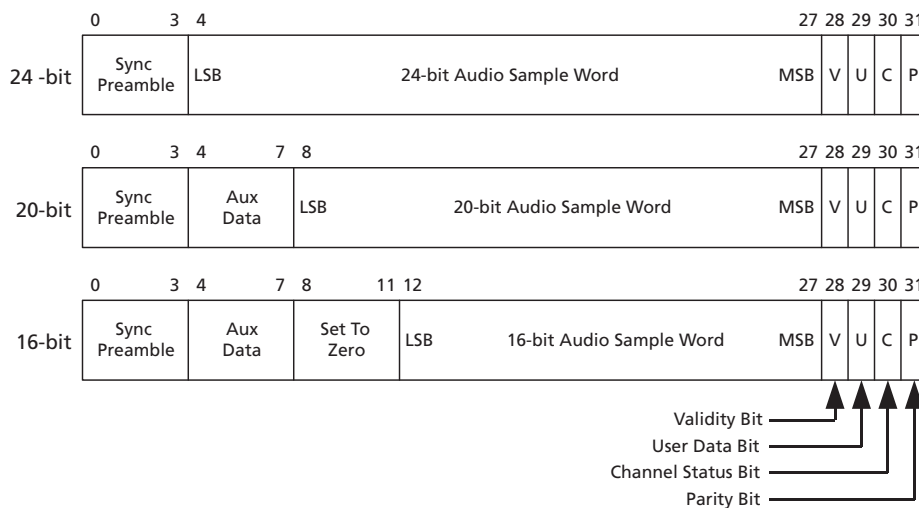 0 3 4 27 28 29 30 31
24 -bit Sync Preamble LSB 24-bit Audio Sample Word MSB V U C P
0 3 4 7 8 27 28 29 30 31
20-bit Sync Preamble Aux Data LSB 20-bit Audio Sample Word MSB V U C P
0 3 4 7 8 11 12 27 28 29 30 31
16-bit Sync Preamble Aux Data Set To Zero LSB 16-bit Audio Sample Word MSB V U C P
Validity Bit
User Data Bit
Channel Status Bit
Parity Bit